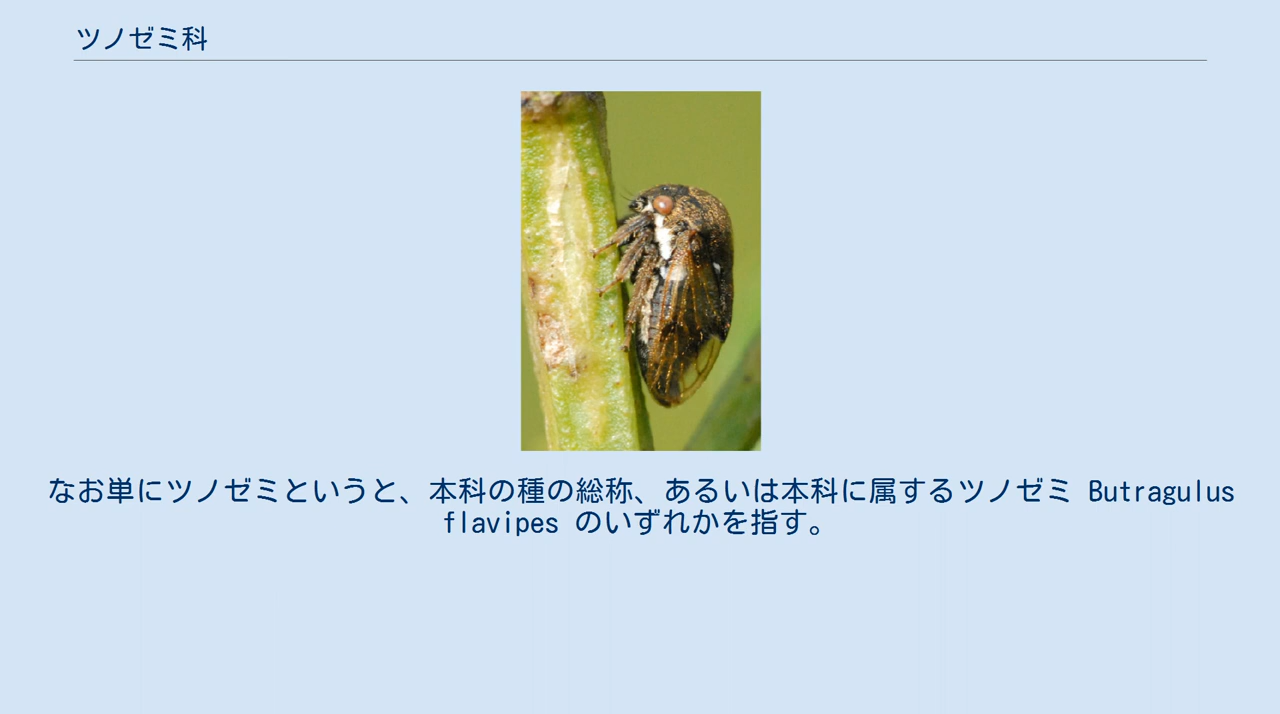 ツノゼミ科
なお単にツノゼミというと、本科の種の総称、あるいは本科に属するツノゼミ Butragulus
flavipes のいずれかを指す。